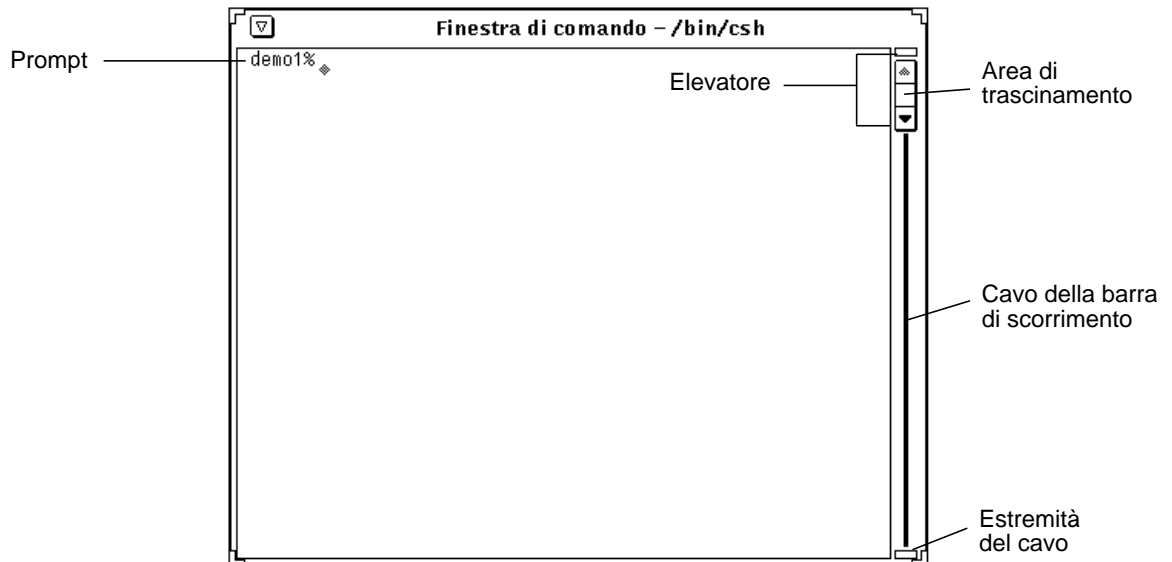 Finestra di comando – /bin/csh
Prompt
demo1%
Elevatore
Area di
trascinamento
Cavo della barra
di scorrimento
Estremità
del cavo